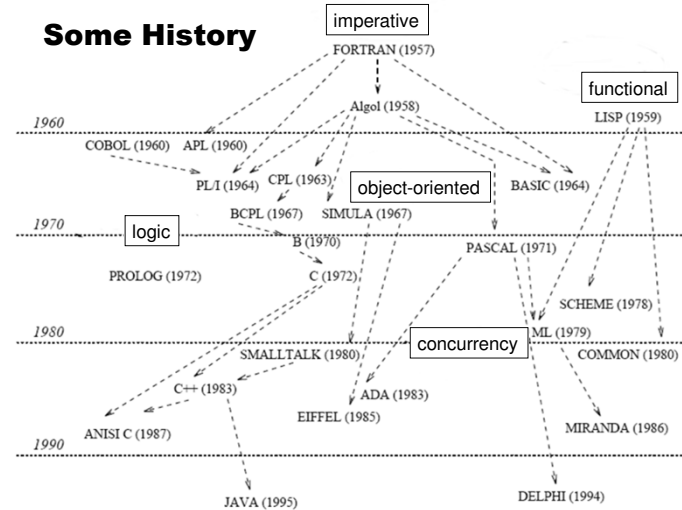 Some History
imperative
FORTRAN (1957)
functional
Algol (1958)
LISP (1959)
1960
COBOL (1960) APL (1960)
PL/I (1964)
CPL (1963)
object-oriented
BASIC (1964)
BCPL (1967)
SIMULA (1967)
1970
logic
B (1970)
PASCAL (1971)
PROLOG (1972)
C (1972)
SCHEME (1978)
1980
concurrency
ML (1979)
SMALLTALK (1980)
COMMON (1980)
C++ (1983)
ADA (1983)
EIFFEL (1985)
ANISI C (1987)
MIRANDA (1986)
1990
JAVA (1995)
DELPHI (1994)